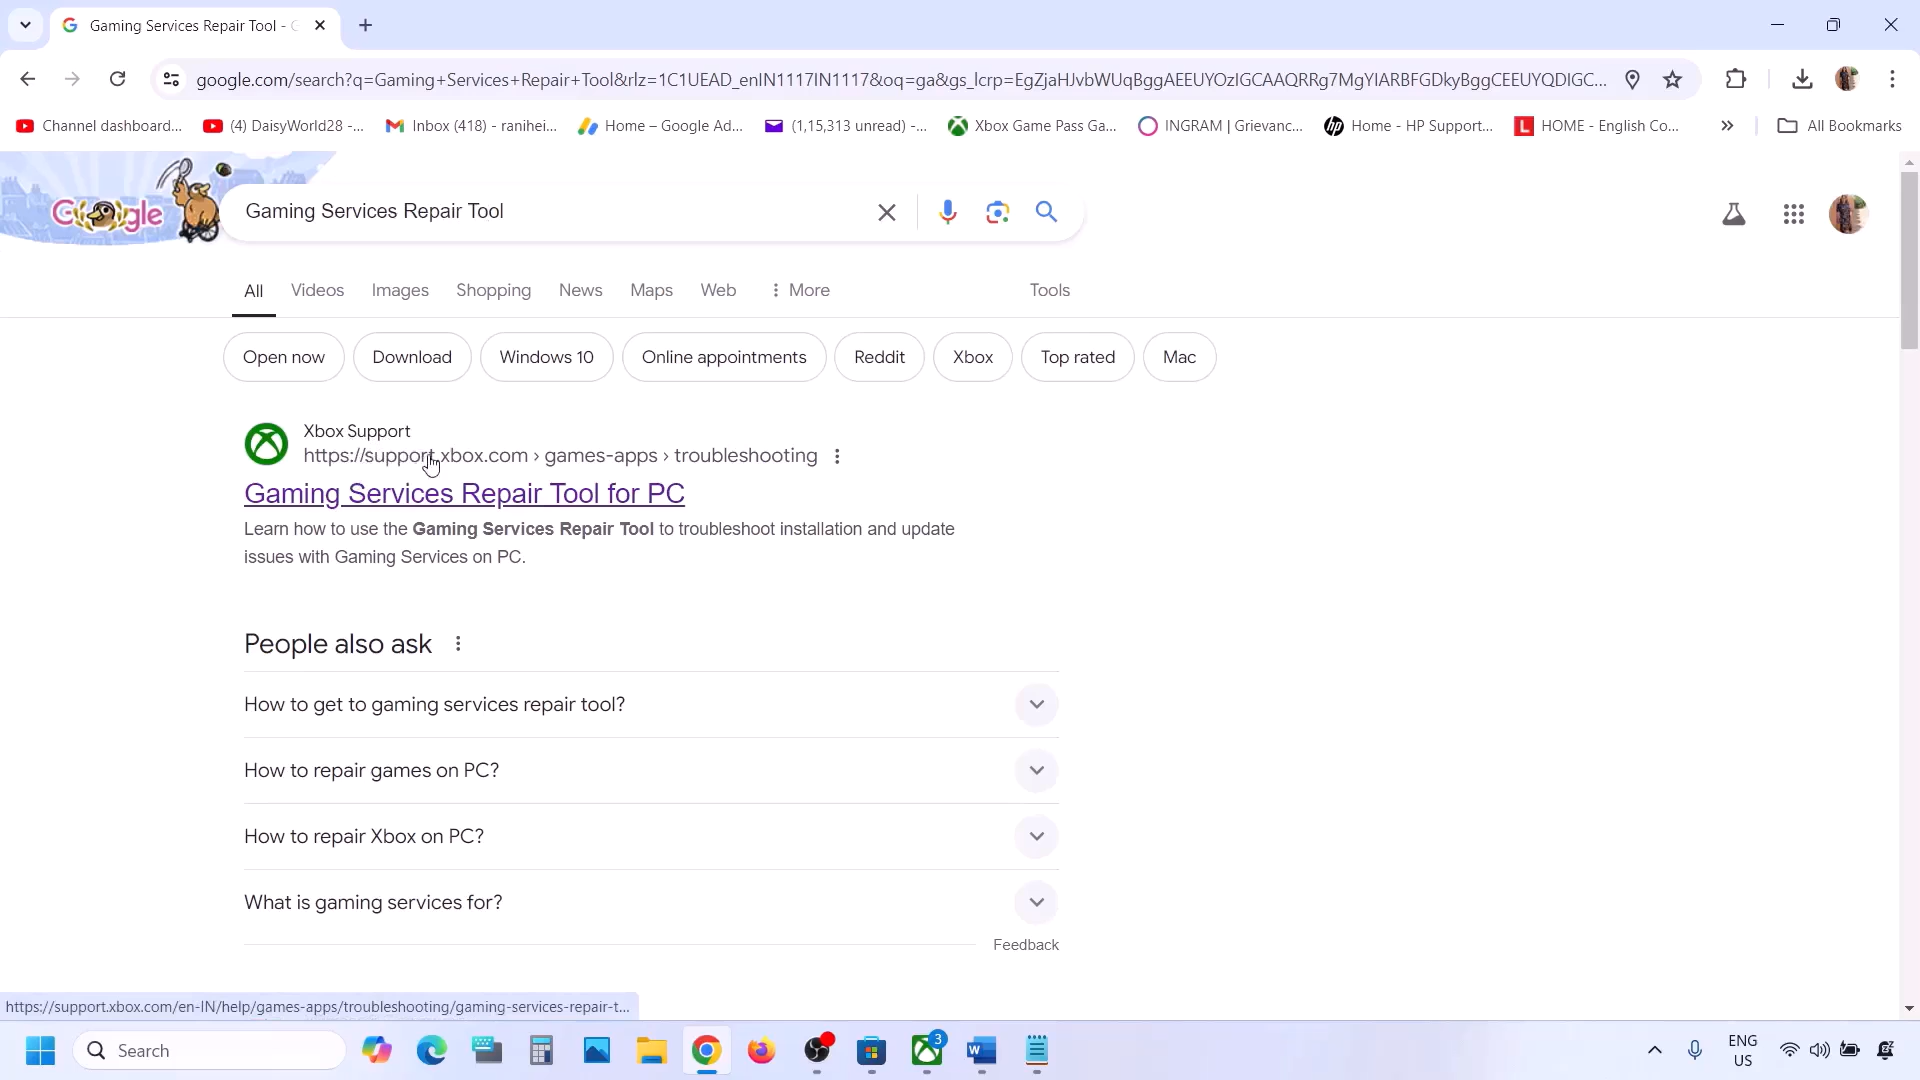 Gaming Services Repair Tool - G
google.com/search?q=Gaming+Services+Repair+Tool&rlz=1C1UEAD_enIN1117IN1117&oq=ga&gs_lcrp=EgZjaHJvbWUqBggAEEUYOzIGCAAQRRg7MgYIARBFGDkyBggCEEUYQDIGC...
Channel dashboard...
(4) DaisyWorld28 -...
Inbox (418) - ranihei...
Home – Google Ad...
(1,15,313 unread) -...
Xbox Game Pass Ga...
INGRAM | Grievanc...
Home - HP Support...
HOME - English Co...
All Bookmarks
Google
Gaming Services Repair Tool
All
Videos
Images
Shopping
News
Maps
Web
More
Tools
Open now
Download
Windows 10
Online appointments
Reddit
Xbox
Top rated
Mac
Xbox Support
https://support.xbox.com › games-apps › troubleshooting
Gaming Services Repair Tool for PC
Learn how to use the Gaming Services Repair Tool to troubleshoot installation and update
issues with Gaming Services on PC.
People also ask
How to get to gaming services repair tool?
How to repair games on PC?
How to repair Xbox on PC?
What is gaming services for?
Feedback
https://support.xbox.com/en-IN/help/games-apps/troubleshooting/gaming-services-repair-t...
Search
3
ENG
US